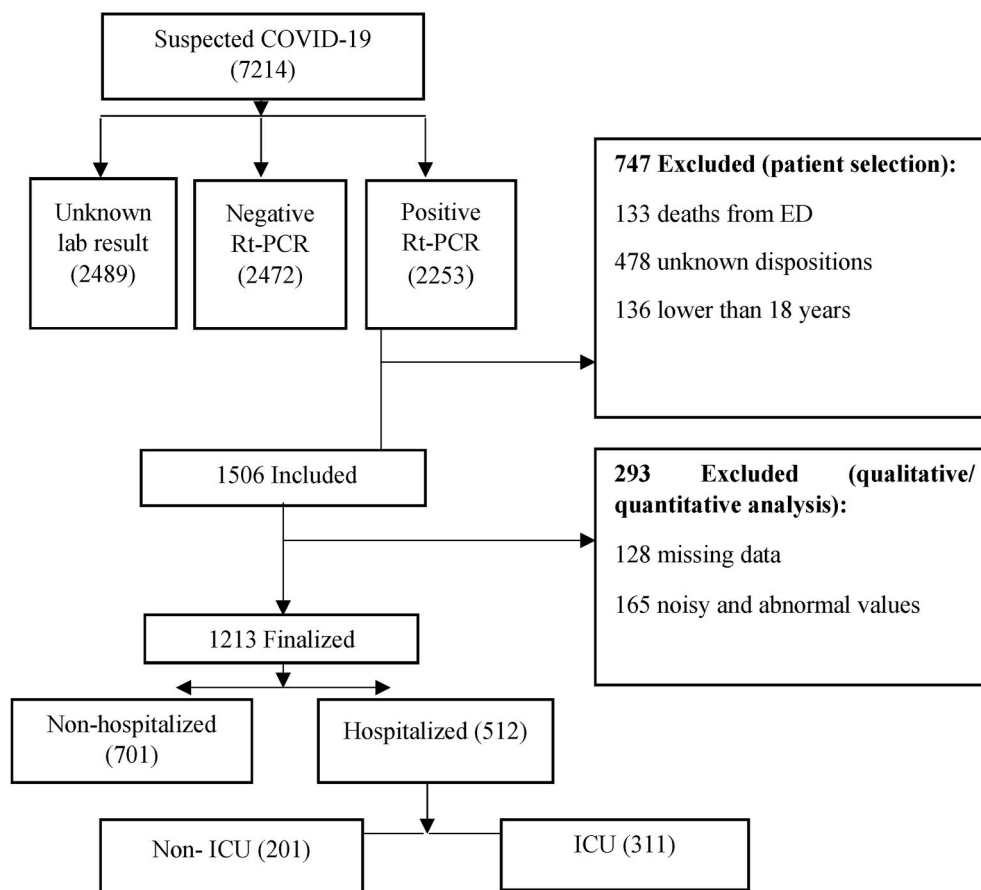 Suspected COVID-19
(7214)
Unknown
lab result
(2489)
Negative
Rt-PCR
(2472)
Positive
Rt-PCR
(2253)
747 Excluded (patient selection):
133 deaths from ED
478 unknown dispositions
136 lower than 18 years
1506 Included
293 Excluded (qualitative/
quantitative analysis):
128 missing data
165 noisy and abnormal values
1213 Finalized
Non-hospitalized
(701)
Hospitalized (512)
Non- ICU (201)
ICU (311)